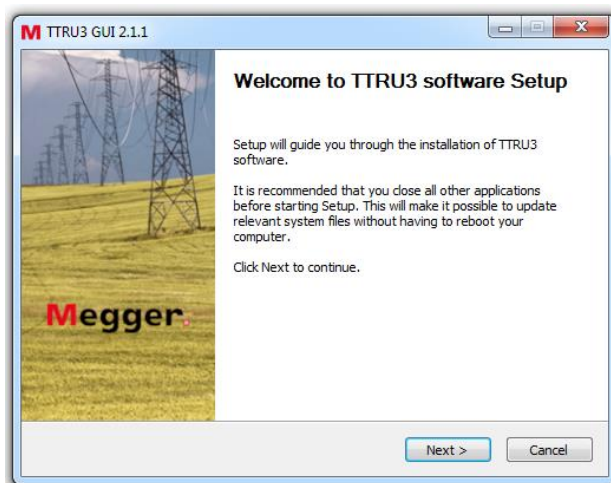 M TTRU3 GUI 2.1.1
Welcome to TTRU3 software Setup
Setup will guide you through the installation of TTRU3
software.
It is recommended that you close all other applications
before starting Setup. This will make it possible to update
relevant system files without having to reboot your
computer.
Click Next to continue.
Megger.
Next >
Cancel